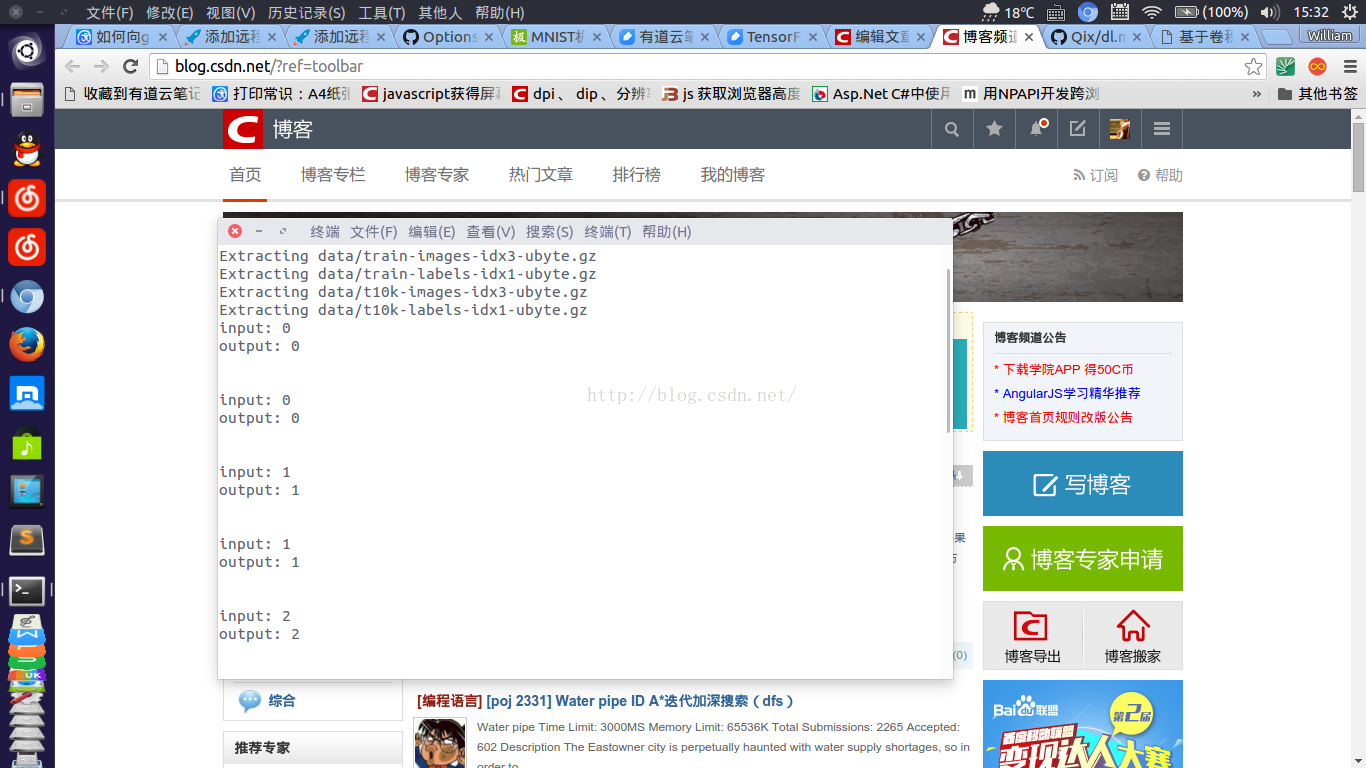 文件(F) 修改(E) 视图(V) 历史记录(S) 工具(T) 其他人 帮助(H) 18℃ (100%) 15:32
如何向g 添加远程 添加远程 Options MNIST机 有道云笔 TensorF 编辑文章 博客频道 Qix/dl.n 基于卷积 William
blog.csdn.net/?ref=toolbar
收藏到有道云笔记 打印常识：A4纸张 javascript获得屏幕 dpi 、 dip 、分辨率 js 获取浏览器高度 Asp.Net C#中使用 用NPAPI开发跨浏 » 其他书签
C 博客
首页 博客专栏 博客专家 热门文章 排行榜 我的博客 订阅 帮助
终端 文件(F) 编辑(E) 查看(V) 搜索(S) 终端(T) 帮助(H)
Extracting data/train-images-idx3-ubyte.gz
Extracting data/train-labels-idx1-ubyte.gz
Extracting data/t10k-images-idx3-ubyte.gz
Extracting data/t10k-labels-idx1-ubyte.gz
input: 0
output: 0
input: 0
output: 0
input: 1
output: 1
input: 1
output: 1
input: 2
output: 2
http://blog.csdn.net/
博客频道公告
* 下载学院APP 得50C币
* AngularJS学习精华推荐
* 博客首页规则改版公告
写博客
果
博客专家申请
(0)
博客导出 博客搬家
综合
推荐专家
[编程语言] [poj 2331] Water pipe ID A*迭代加深搜索（dfs）
Water pipe Time Limit: 3000MS Memory Limit: 65536K Total Submissions: 2265 Accepted:
602 Description The Eastowner city is perpetually haunted with water supply shortages, so in
order to
Bai du 联盟
第2届
变现达人大赛